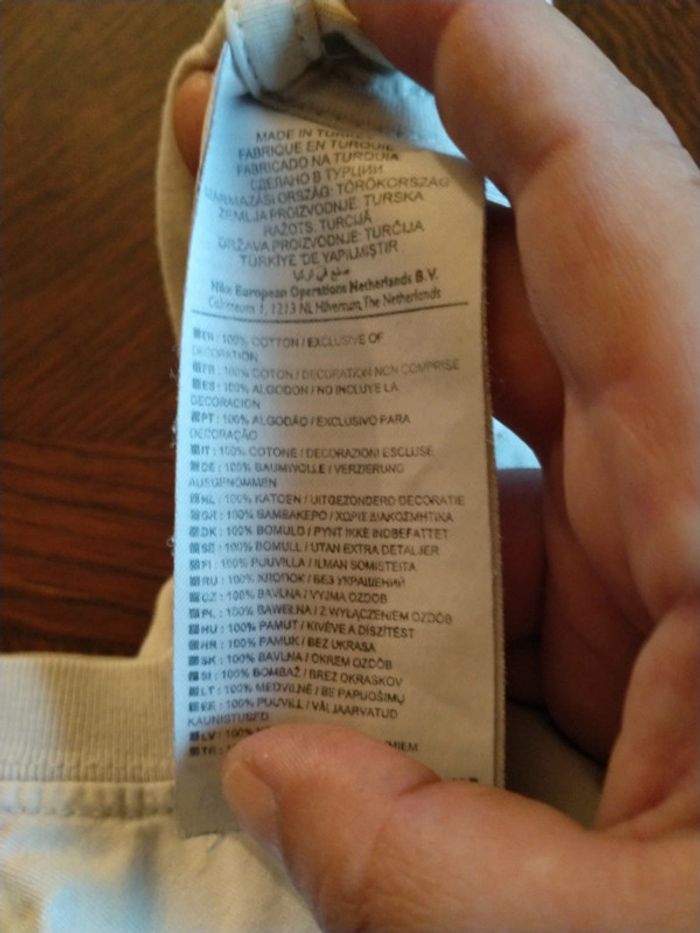 MADE IN TURKEY
FABRIQUE EN TURQUIE
FABRICADO NA TURQUIA
СДЕЛАНО В ТУРЦИИ
SZÁRMAZÁSI ORSZÁG: TÖRÖKORSZÁG
ZEMLJA PROIZVODNJE: TURSKA
RAŽOTS: TURCIJĀ
DRŽAVA PROIZVODNJE: TURČIJA
TÜRKİYE 'DE YAPILMIŞTIR
صنع في تركيا
Nike European Operations Netherlands B.V.
Colosseum 1, 1213 NL Hilversum, The Netherlands
EN : 100% COTTON / EXCLUSIVE OF
DECORATION
FR : 100% COTON / DECORATION NON COMPRISE
ES : 100% ALGODON / NO INCLUYE LA
DECORACION
PT : 100% ALGODÃO / EXCLUSIVO PARA
DECORAÇÃO
IT : 100% COTONE / DECORAZIONI ESCLUSE
DE : 100% BAUMWOLLE / VERZIERUNG
AUSGENOMMEN
NL : 100% KATOEN / UITGEZONDERD DECORATIE
GR : 100% ΒΑΜΒΑΚΕΡΟ / ΧΩΡΙΣ ΔΙΑΚΟΣΜΗΤΙΚΑ
DK : 100% BOMULD / PYNT IKKE INDBEFATTET
SE : 100% BOMULL / UTAN EXTRA DETALJER
FI : 100% PUUVILLA / ILMAN SOMISTEITA
RU : 100% ХЛОПОК / БЕЗ УКРАШЕНИЙ
CZ : 100% BAVLNA / VYJMA OZDOB
PL : 100% BAWEŁNA / Z WYŁĄCZENIEM OZDÓB
HU : 100% PAMUT / KIVÉVE A DÍSZÍTÉST
HR : 100% PAMUK / BEZ UKRASA
SK : 100% BAVLNA / OKREM OZDÔB
SI : 100% BOMBAŽ / BREZ OKRASKOV
LT : 100% MEDVILNĖ / BE PAPUOŠIMŲ
EE : 100% PUUVILL / VÄLJAARVATUD
KAUNISTUSED
LV : 100%
TR :